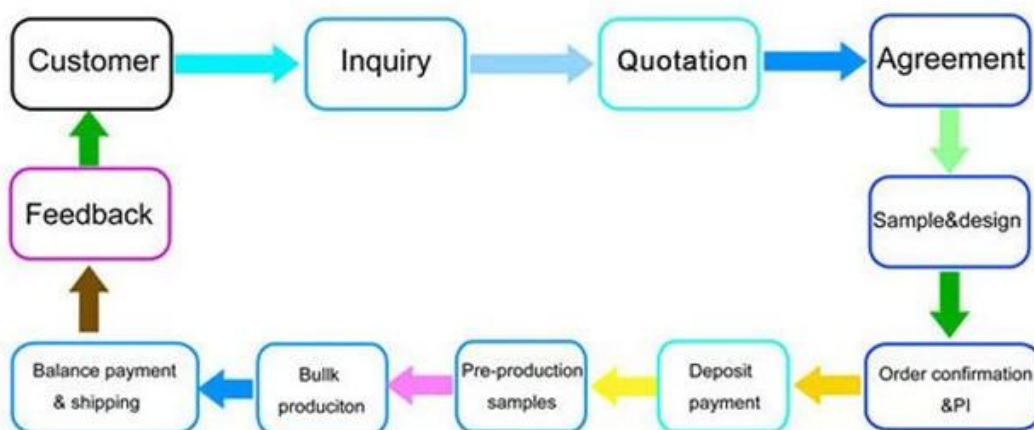 Customer
Inquiry
Quotation
Agreement
Sample&design
Order confirmation
&PI
Deposit
payment
Pre-production
samples
Bullk
produciton
Balance payment
& shipping
Feedback